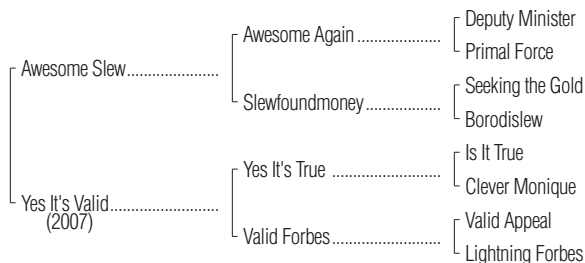 Deputy Minister
Awesome Again ....................
Primal Force
Awesome Slew......................
Seeking the Gold
Slewfoundmoney ..................
Borodislew
Is It True
Yes It's True ..........................
Clever Monique
Yes It's Valid..........................
(2007)
Valid Appeal
Valid Forbes..........................
Lightning Forbes